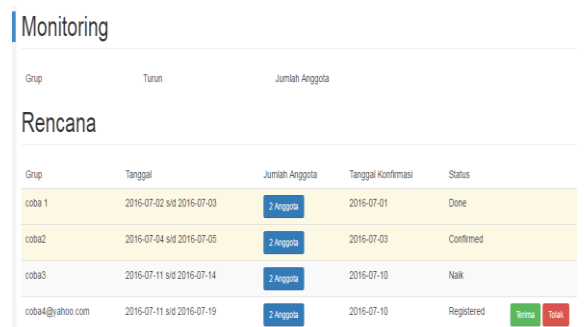 Monitoring
Grup Turun Jumlah Anggota
Rencana
Grup Tanggal Jumlah Anggota Tanggal Konfirmasi Status
coba 1 2016-07-02 s/d 2016-07-03 2 Anggota 2016-07-01 Done
coba2 2016-07-04 s/d 2016-07-05 2 Anggota 2016-07-03 Confirmed
coba3 2016-07-11 s/d 2016-07-14 2 Anggota 2016-07-10 Naik
coba4@yahoo.com 2016-07-11 s/d 2016-07-19 2 Anggota 2016-07-10 Registered Terima Tolak